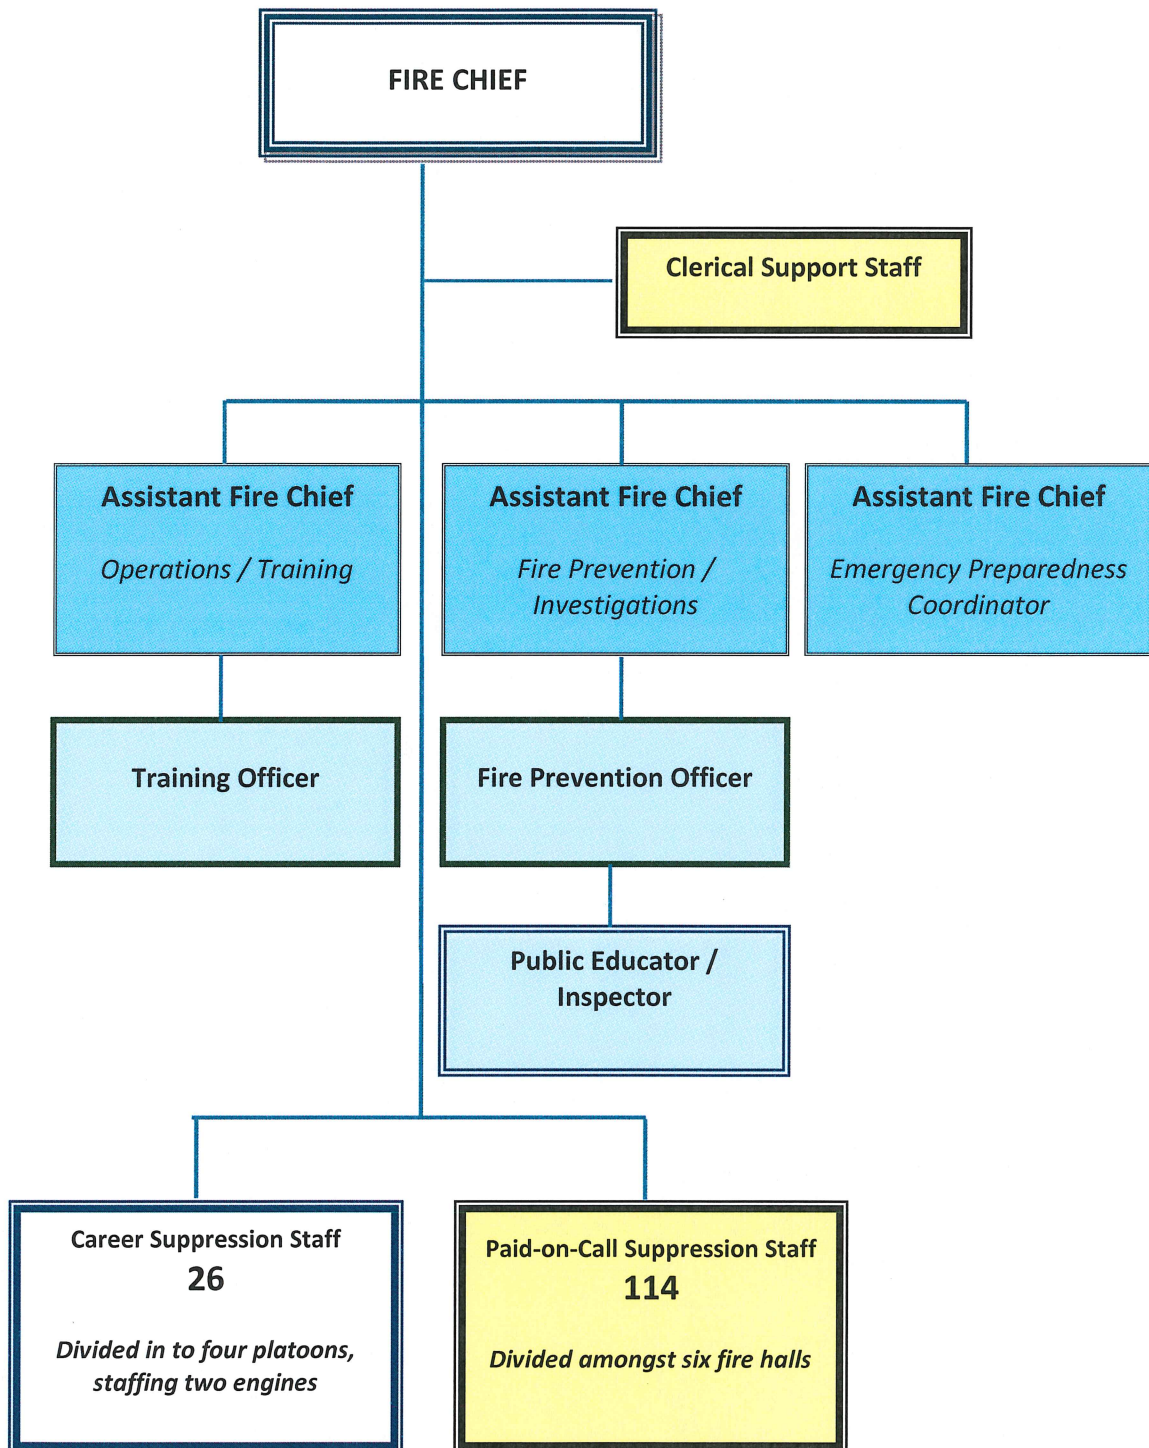 FIRE CHIEF
Clerical Support Staff
Assistant Fire Chief
Operations / Training
Assistant Fire Chief
Fire Prevention /
Investigations
Assistant Fire Chief
Emergency Preparedness
Coordinator
Training Officer
Fire Prevention Officer
Public Educator /
Inspector
Career Suppression Staff
26
Divided in to four platoons,
staffing two engines
Paid-on-Call Suppression Staff
114
Divided amongst six fire halls